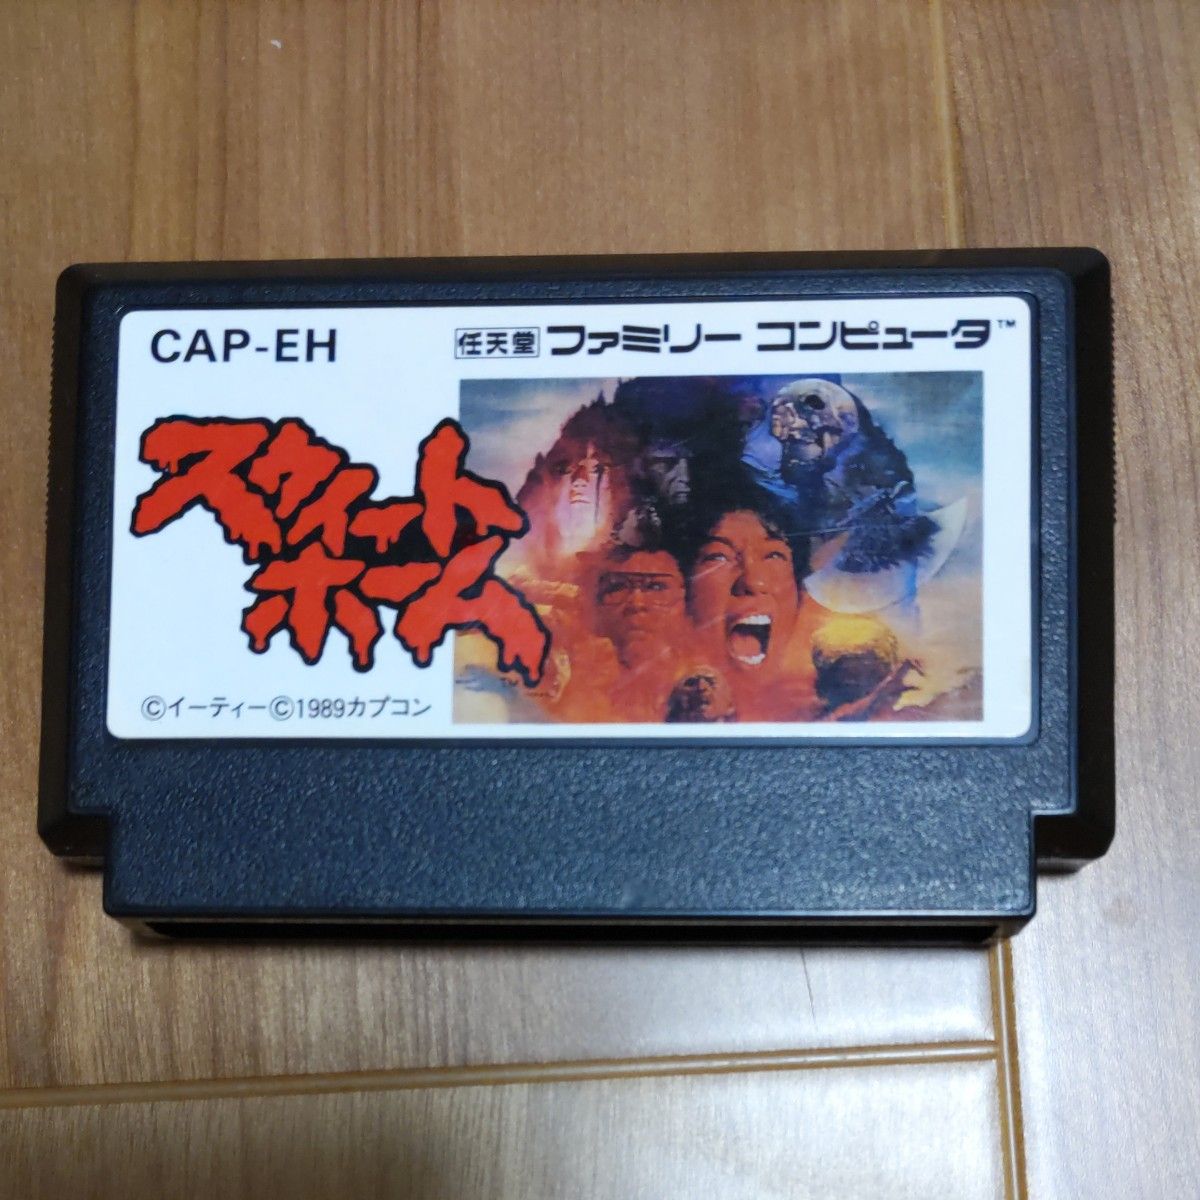 CAP-EH
任天堂 ファミリー コンピュータ™
スウィート
ホーム
©イーティー©1989カプコン